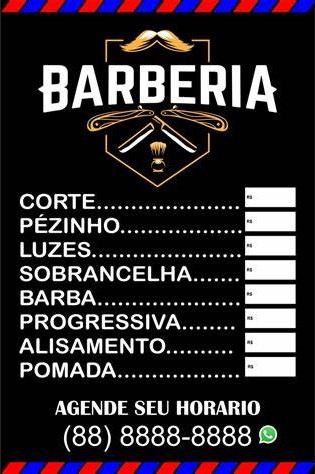 BARBERIA
CORTE...................... R$
PÉZINHO................... R$
LUZES....................... R$
SOBRANCELHA....... R$
BARBA...................... R$
PROGRESSIVA......... R$
ALISAMENTO.......... R$
POMADA................... R$
AGENDE SEU HORARIO
(88) 8888-8888